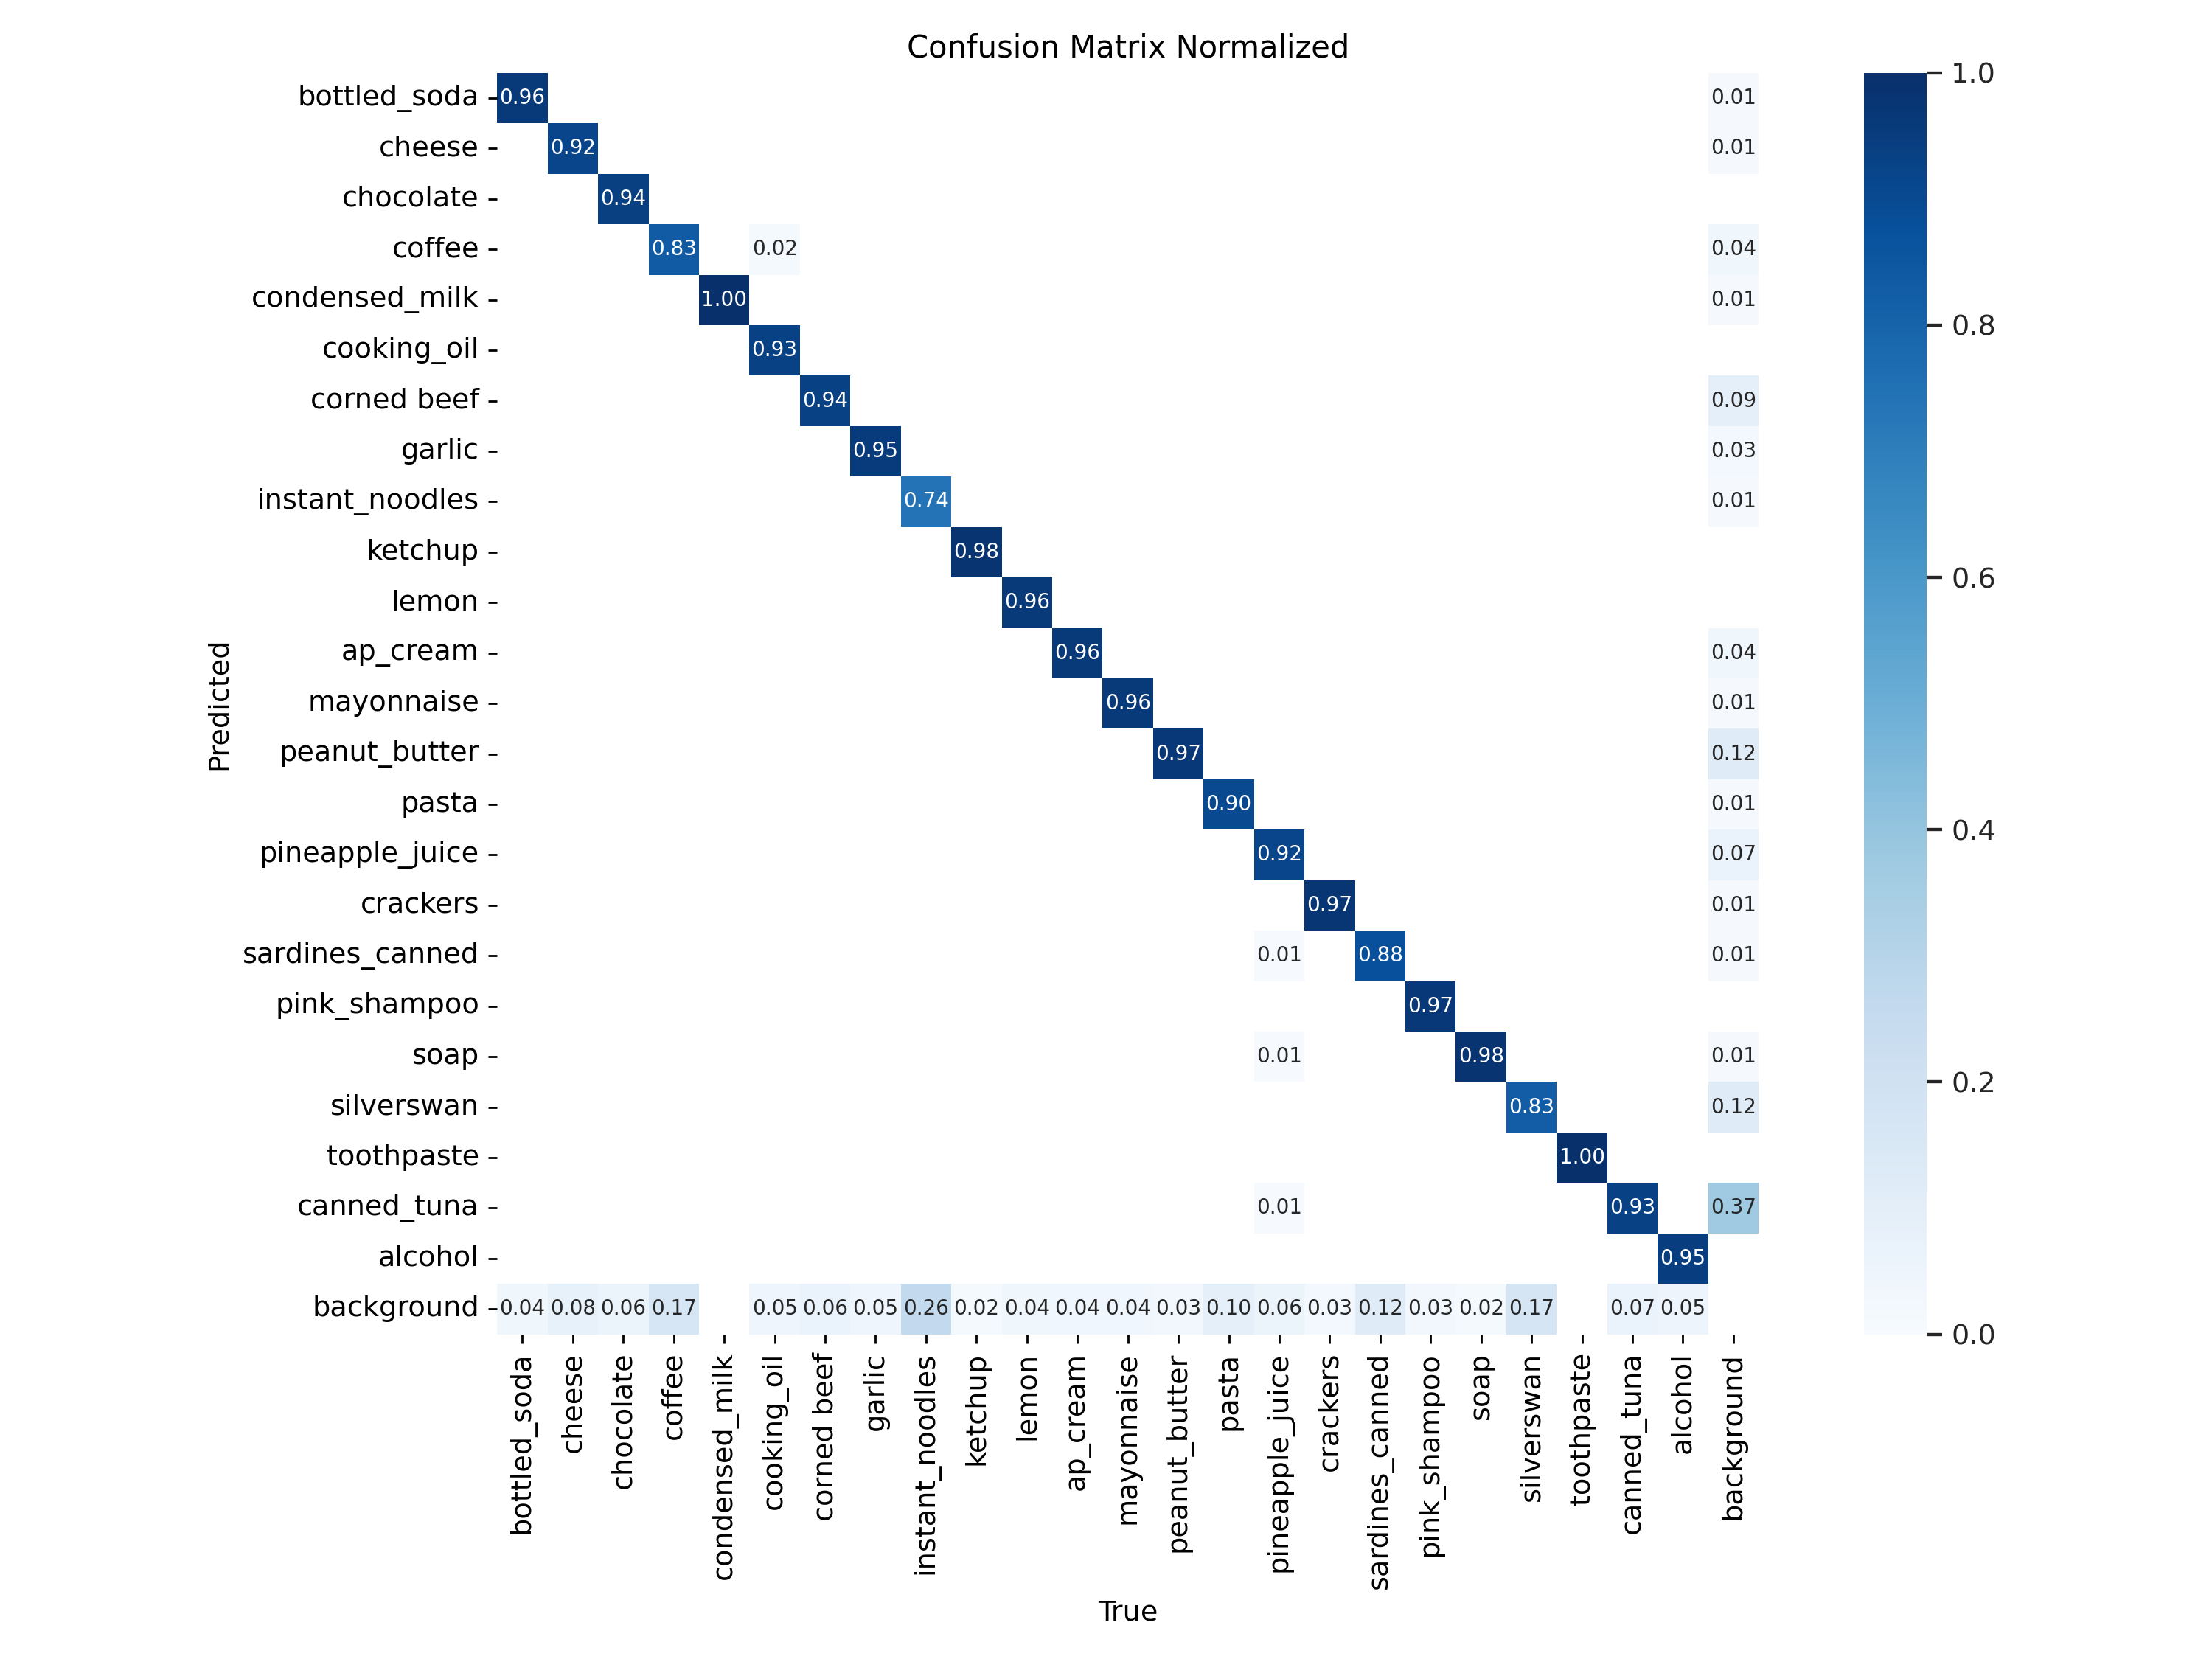 Confusion Matrix Normalized
bottled_soda 0.96 0.01
cheese 0.92 0.01
chocolate 0.94
coffee 0.83 0.02 0.04
condensed_milk 1.00 0.01
cooking_oil 0.93
corned beef 0.94 0.09
garlic 0.95 0.03
instant_noodles 0.74 0.01
ketchup 0.98
lemon 0.96
ap_cream 0.96 0.04
mayonnaise 0.96 0.01
peanut_butter 0.97 0.12
pasta 0.90 0.01
pineapple_juice 0.92 0.07
crackers 0.97 0.01
sardines_canned 0.01 0.88 0.01
pink_shampoo 0.97
soap 0.01 0.98 0.01
silverswan 0.83 0.12
toothpaste 1.00
canned_tuna 0.01 0.93 0.37
alcohol 0.95
background 0.04 0.08 0.06 0.17 0.05 0.06 0.05 0.26 0.02 0.04 0.04 0.04 0.03 0.10 0.06 0.03 0.12 0.03 0.02 0.17 0.07 0.05
Predicted
bottled_soda
cheese
chocolate
coffee
condensed_milk
cooking_oil
corned beef
garlic
instant_noodles
ketchup
lemon
ap_cream
mayonnaise
peanut_butter
pasta
pineapple_juice
crackers
sardines_canned
pink_shampoo
soap
silverswan
toothpaste
canned_tuna
alcohol
background
True
1.0
0.8
0.6
0.4
0.2
0.0